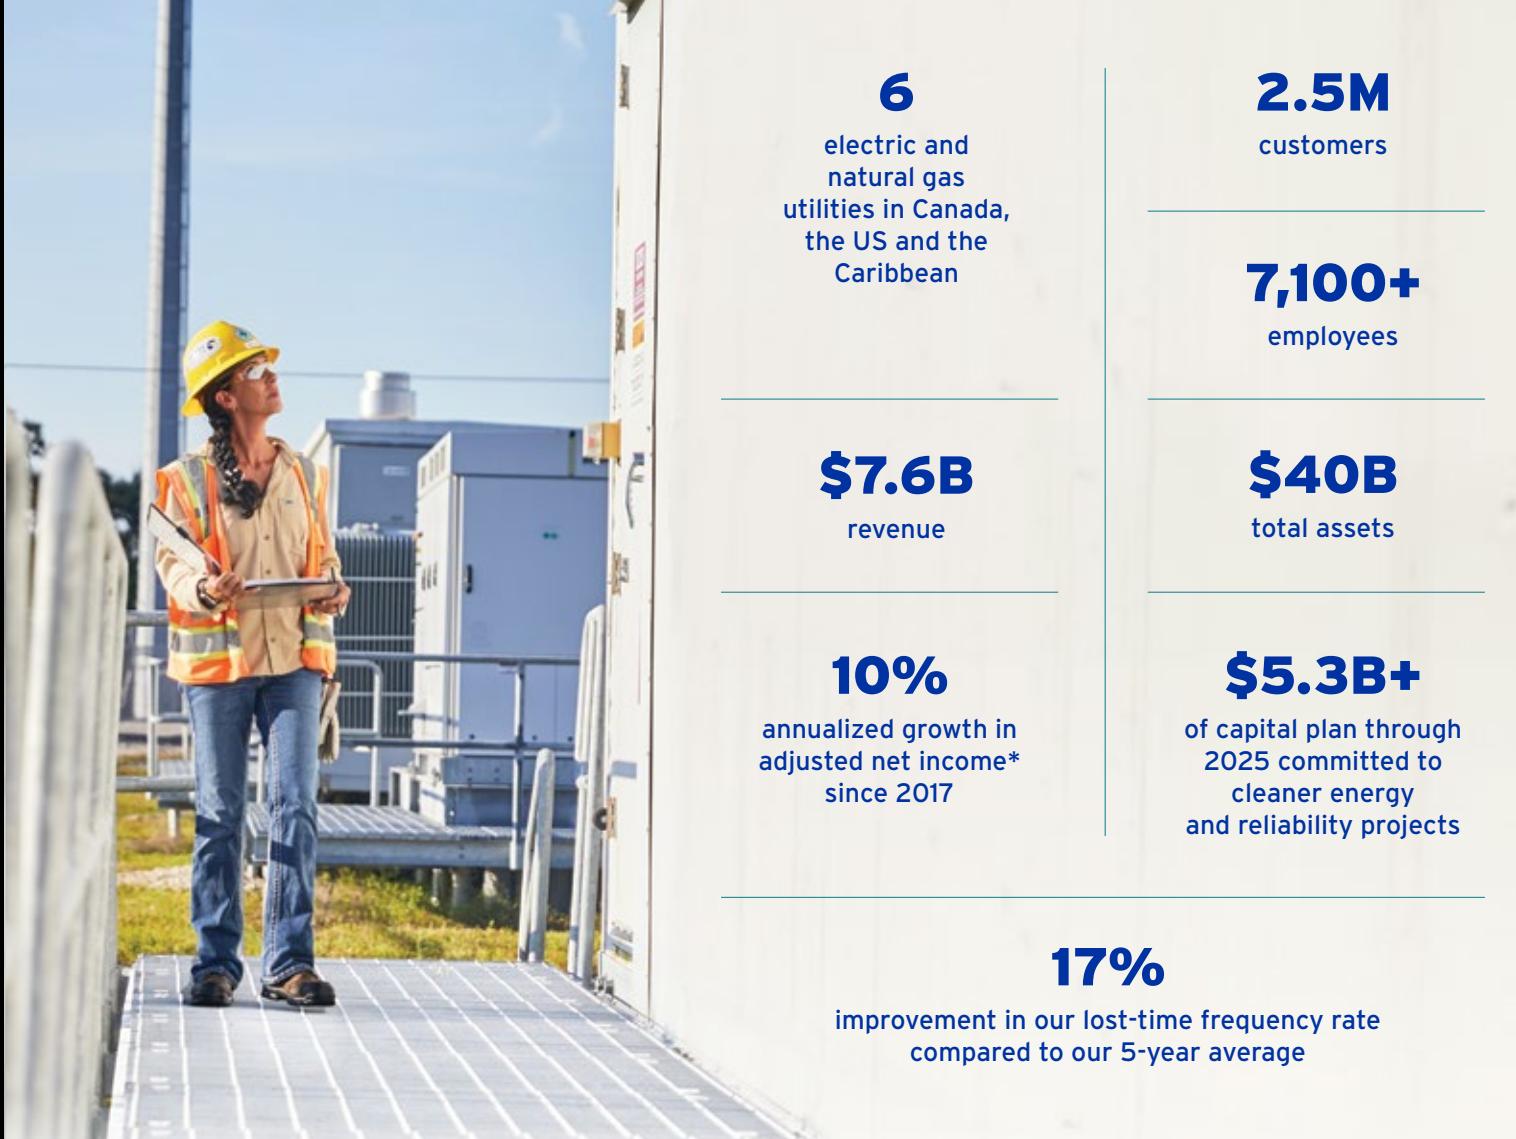 6
electric and
natural gas
utilities in Canada,
the US and the
Caribbean
$7.6B
revenue
10%
annualized growth in
adjusted net income*
since 2017
2.5M
customers
7,100+
employees
$40B
total assets
$5.3B+
of capital plan through
2025 committed to
cleaner energy
and reliability projects
17%
improvement in our lost-time frequency rate
compared to our 5-year average